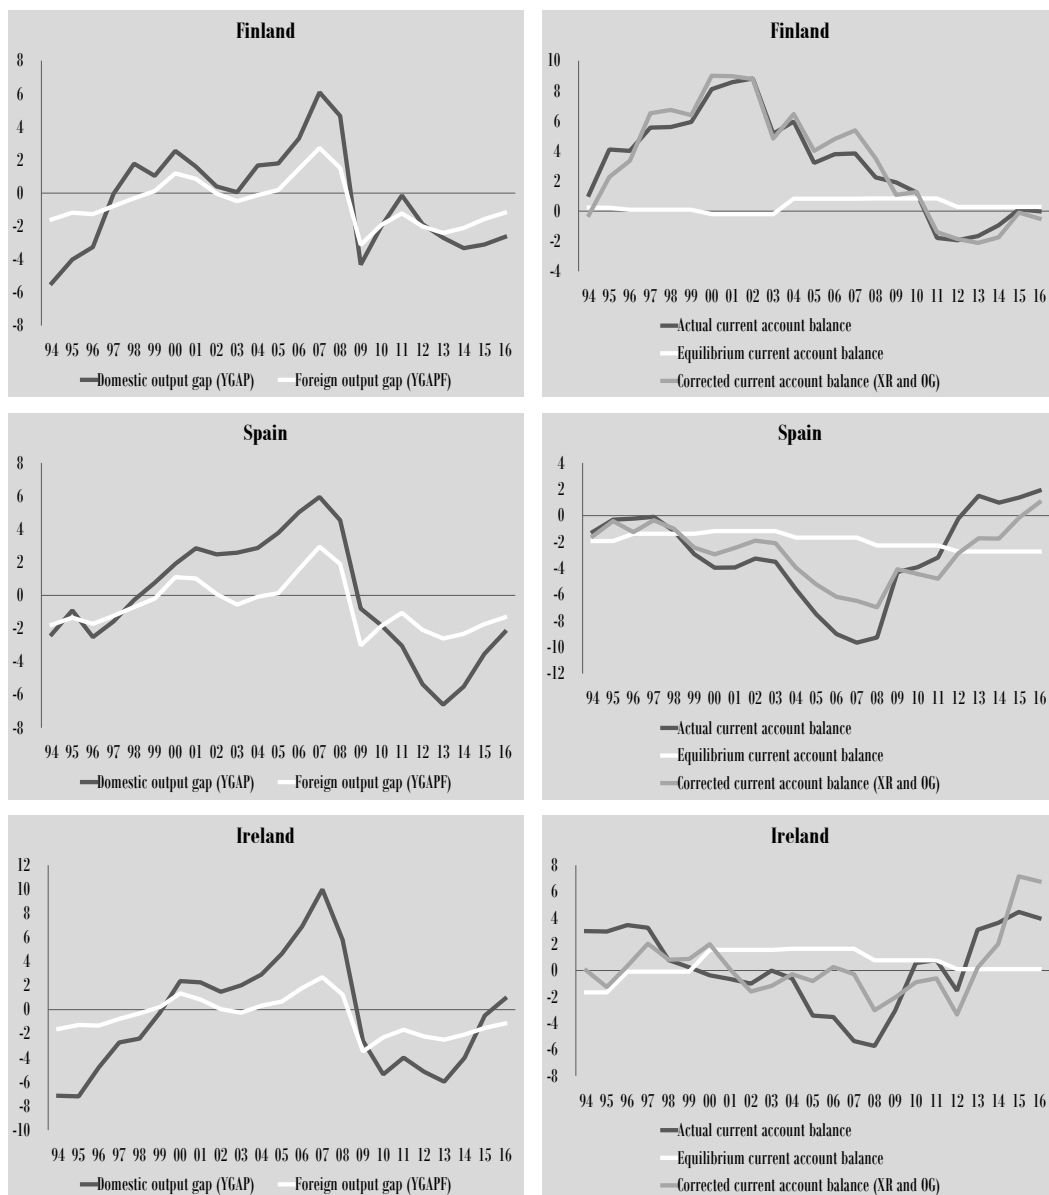 Finland
8
6
4
2
0
-2
-4
-6
-8
94 95 96 97 98 99 00 01 02 03 04 05 06 07 08 09 10 11 12 13 14 15 16
Domestic output gap (YGAP) Foreign output gap (YGAPF)
Finland
10
8
6
4
2
0
-2
-4
94 95 96 97 98 99 00 01 02 03 04 05 06 07 08 09 10 11 12 13 14 15 16
Actual current account balance
Equilibrium current account balance
Corrected current account balance (XR and OG)
Spain
8
6
4
2
0
-2
-4
-6
-8
94 95 96 97 98 99 00 01 02 03 04 05 06 07 08 09 10 11 12 13 14 15 16
Domestic output gap (YGAP) Foreign output gap (YGAPF)
Spain
4
2
0
-2
-4
-6
-8
-10
-12
94 95 96 97 98 99 00 01 02 03 04 05 06 07 08 09 10 11 12 13 14 15 16
Actual current account balance
Equilibrium current account balance
Corrected current account balance (XR and OG)
Ireland
12
10
8
6
4
2
0
-2
-4
-6
-8
-10
94 95 96 97 98 99 00 01 02 03 04 05 06 07 08 09 10 11 12 13 14 15 16
Domestic output gap (YGAP) Foreign output gap (YGAPF)
Ireland
8
6
4
2
0
-2
-4
-6
-8
94 95 96 97 98 99 00 01 02 03 04 05 06 07 08 09 10 11 12 13 14 15 16
Actual current account balance
Equilibrium current account balance
Corrected current account balance (XR and OG)